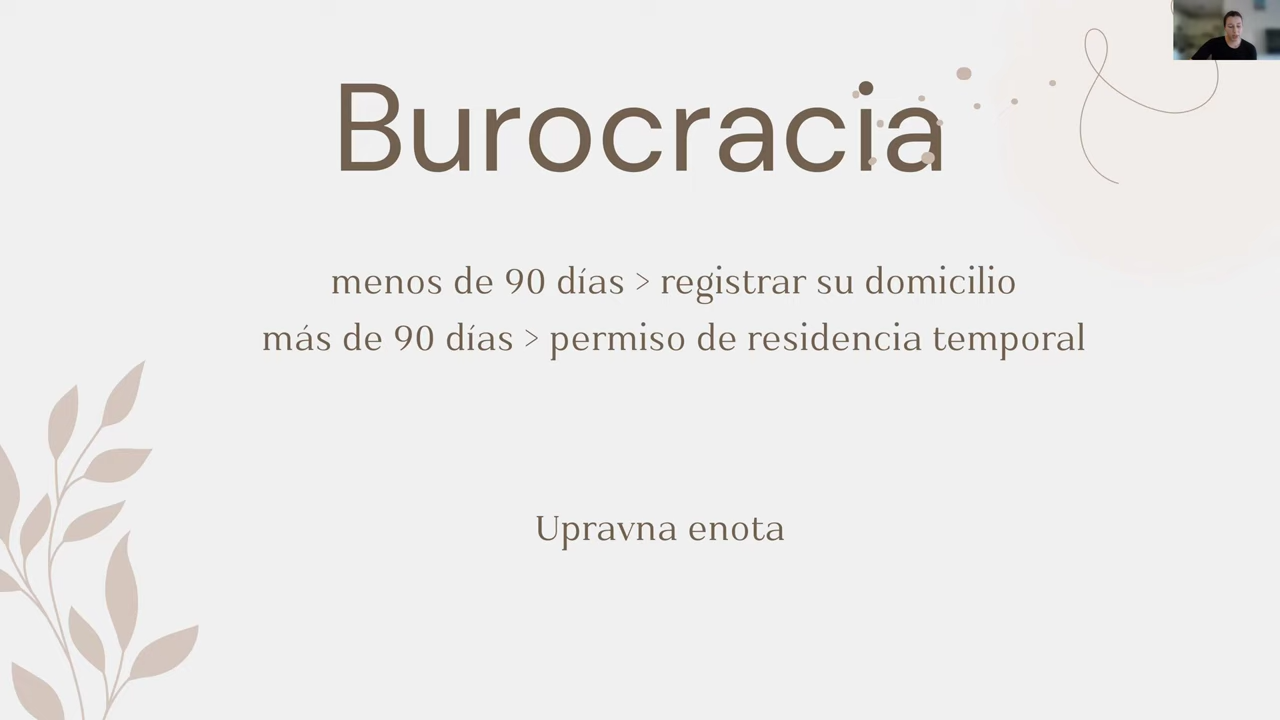 Burocracia
menos de 90 días > registrar su domicilio
más de 90 días > permiso de residencia temporal
Upravna enota